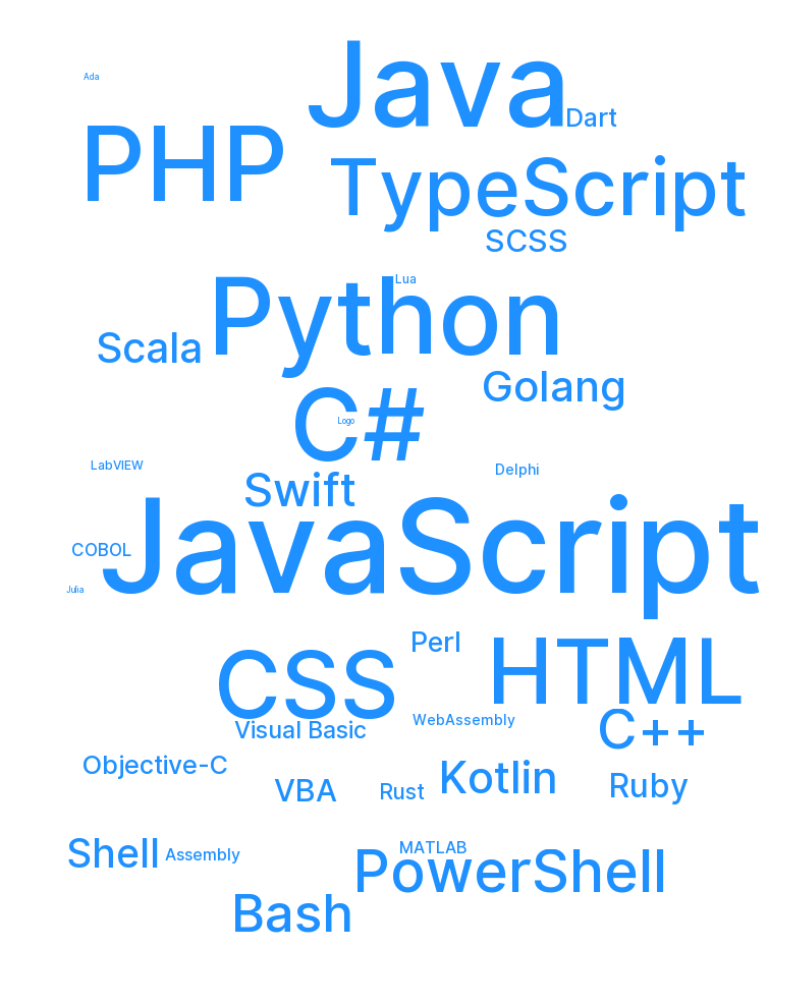 Java
Ada
Dart
PHP
TypeScript
SCSS
Lua
Python
Scala
Golang
C#
Logo
LabVIEW
Delphi
Swift
JavaScript
COBOL
Julia
Perl
HTML
CSS
WebAssembly
C++
Visual Basic
Objective-C
Kotlin
Ruby
VBA
Rust
MATLAB
Shell
Assembly
PowerShell
Bash